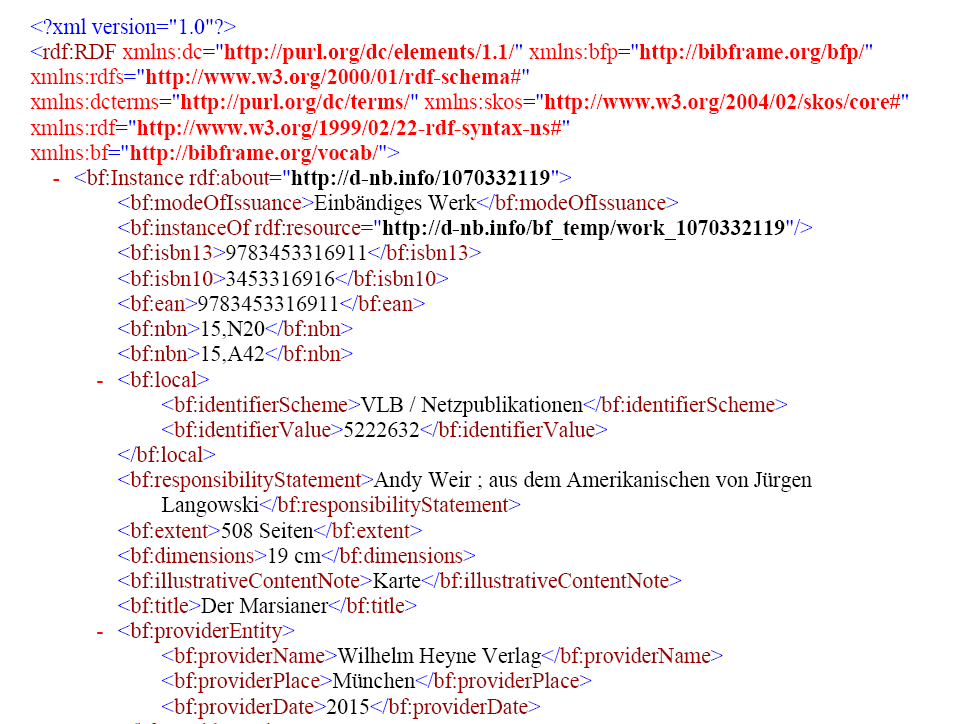 <?xml version="1.0"?>
<rdf:RDF xmlns:dc="http://purl.org/dc/elements/1.1/" xmlns:bfp="http://bibframe.org/bfp/"
xmlns:rdfs="http://www.w3.org/2000/01/rdf-schema#"
xmlns:dcterms="http://purl.org/dc/terms/" xmlns:skos="http://www.w3.org/2004/02/skos/core#"
xmlns:rdf="http://www.w3.org/1999/02/22-rdf-syntax-ns#"
xmlns:bf="http://bibframe.org/vocab/">
- <bf:Instance rdf:about="http://d-nb.info/1070332119">
<bf:modeOfIssuance>Einbändiges Werk</bf:modeOfIssuance>
<bf:instanceOf rdf:resource="http://d-nb.info/bf_temp/work_1070332119"/>
<bf:isbn13>9783453316911</bf:isbn13>
<bf:isbn10>3453316916</bf:isbn10>
<bf:ean>9783453316911</bf:ean>
<bf:nbn>15,N20</bf:nbn>
<bf:nbn>15,A42</bf:nbn>
- <bf:local>
<bf:identifierScheme>VLB / Netzpublikationen</bf:identifierScheme>
<bf:identifierValue>5222632</bf:identifierValue>
</bf:local>
<bf:responsibilityStatement>Andy Weir ; aus dem Amerikanischen von Jürgen
Langowski</bf:responsibilityStatement>
<bf:extent>508 Seiten</bf:extent>
<bf:dimensions>19 cm</bf:dimensions>
<bf:illustrativeContentNote>Karte</bf:illustrativeContentNote>
<bf:title>Der Marsianer</bf:title>
- <bf:providerEntity>
<bf:providerName>Wilhelm Heyne Verlag</bf:providerName>
<bf:providerPlace>München</bf:providerPlace>
<bf:providerDate>2015</bf:providerDate>